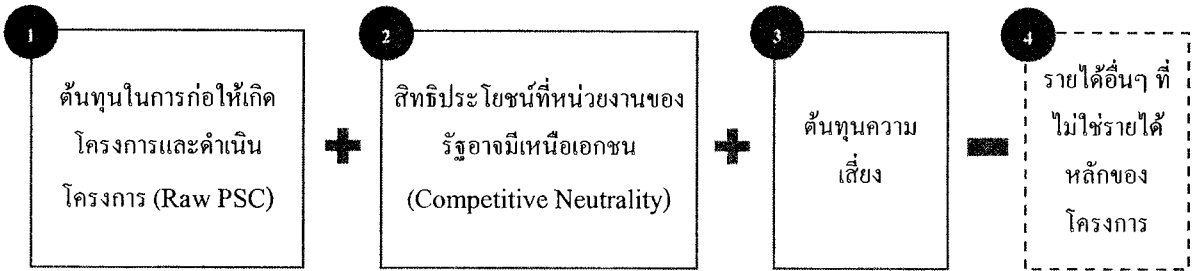 1
ต้นทุนในการก่อให้เกิด
โครงการและดำเนิน
โครงการ (Raw PSC)
+
2
สิทธิประโยชน์ที่หน่วยงานของ
รัฐอาจมีเหนือเอกชน
(Competitive Neutrality)
+
3
ต้นทุนความ
เสี่ยง
-
4
รายได้อื่นๆ ที่
ไม่ใช่รายได้
หลักของ
โครงการ